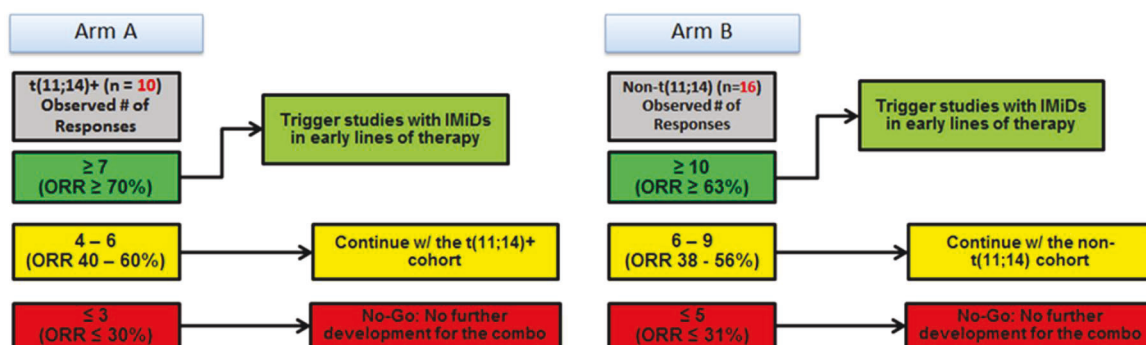 Arm A
t(11;14)+ (n = 10)
Observed # of
Responses
Trigger studies with IMiDs
in early lines of therapy
≥ 7
(ORR ≥ 70%)
4 – 6
(ORR 40 – 60%)
Continue w/ the t(11;14)+
cohort
≤ 3
(ORR ≤ 30%)
No-Go: No further
development for the combo
Arm B
Non-t(11;14) (n=16)
Observed # of
Responses
Trigger studies with IMiDs
in early lines of therapy
≥ 10
(ORR ≥ 63%)
6 – 9
(ORR 38 - 56%)
Continue w/ the non-
t(11;14) cohort
≤ 5
(ORR ≤ 31%)
No-Go: No further
development for the combo